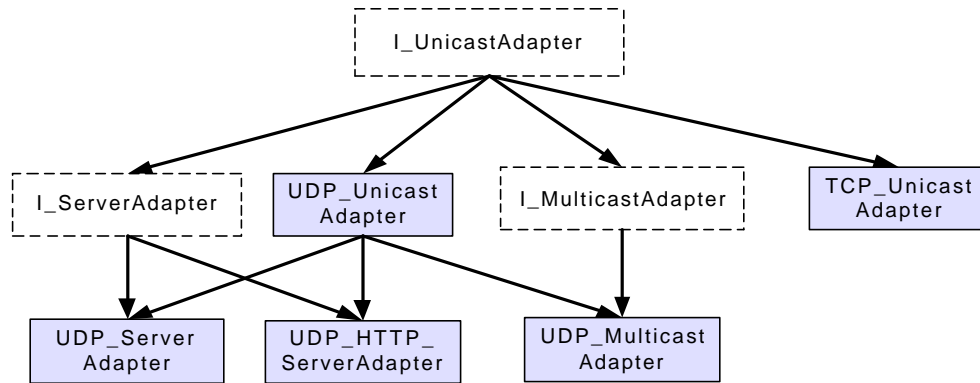 I_UnicastAdapter
I_ServerAdapter
UDP_Unicast
Adapter
I_MulticastAdapter
TCP_Unicast
Adapter
UDP_Server
Adapter
UDP_HTTP_
ServerAdapter
UDP_Multicast
Adapter